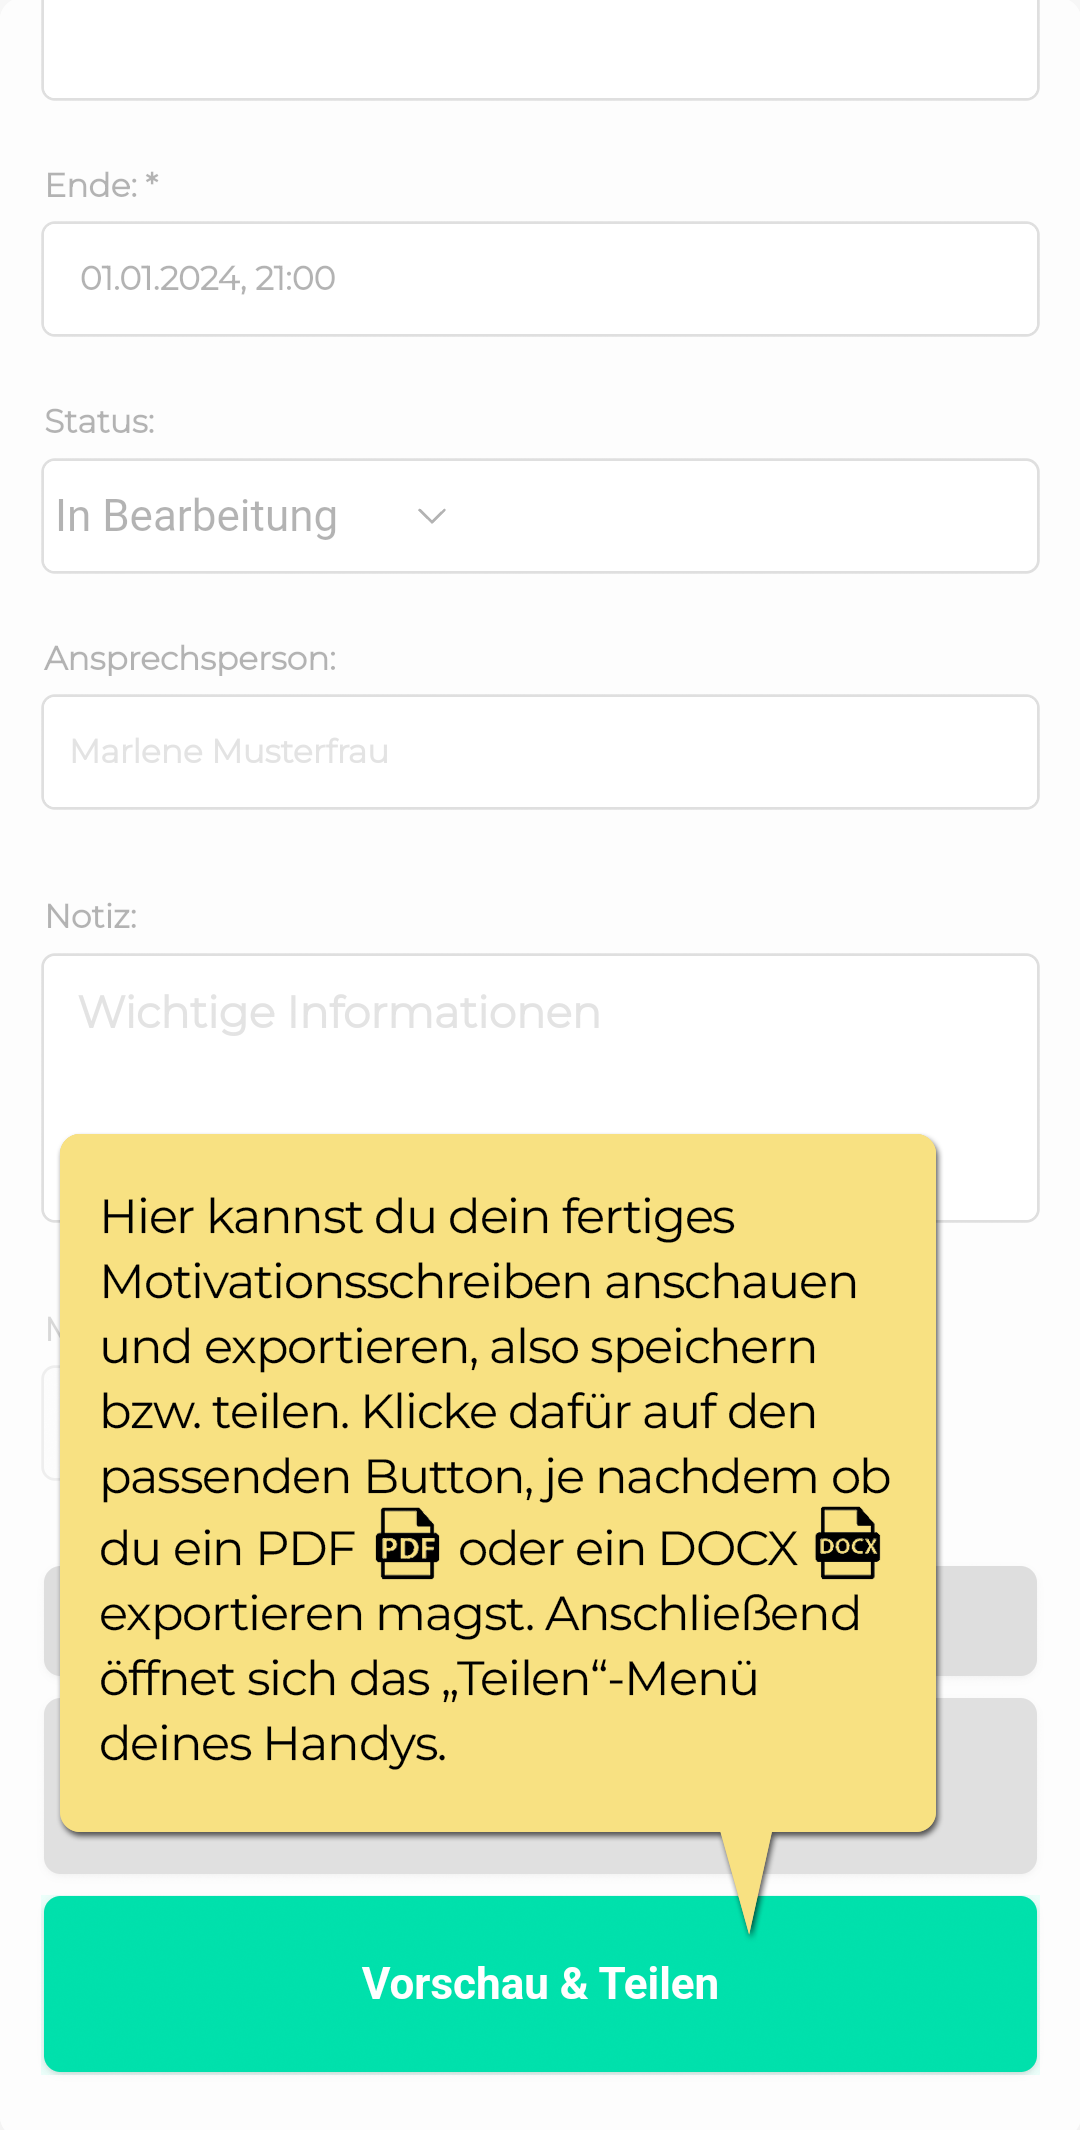 Ende: *
01.01.2024, 21:00
Status:
In Bearbeitung
Ansprechsperson:
Marlene Musterfrau
Notiz:
Wichtige Informationen
Hier kannst du dein fertiges
Motivationsschreiben anschauen
und exportieren, also speichern
bzw. teilen. Klicke dafür auf den
passenden Button, je nachdem ob
du ein PDF PDF oder ein DOCX DOCX
exportieren magst. Anschließend
öffnet sich das „Teilen“-Menü
deines Handys.
Vorschau & Teilen